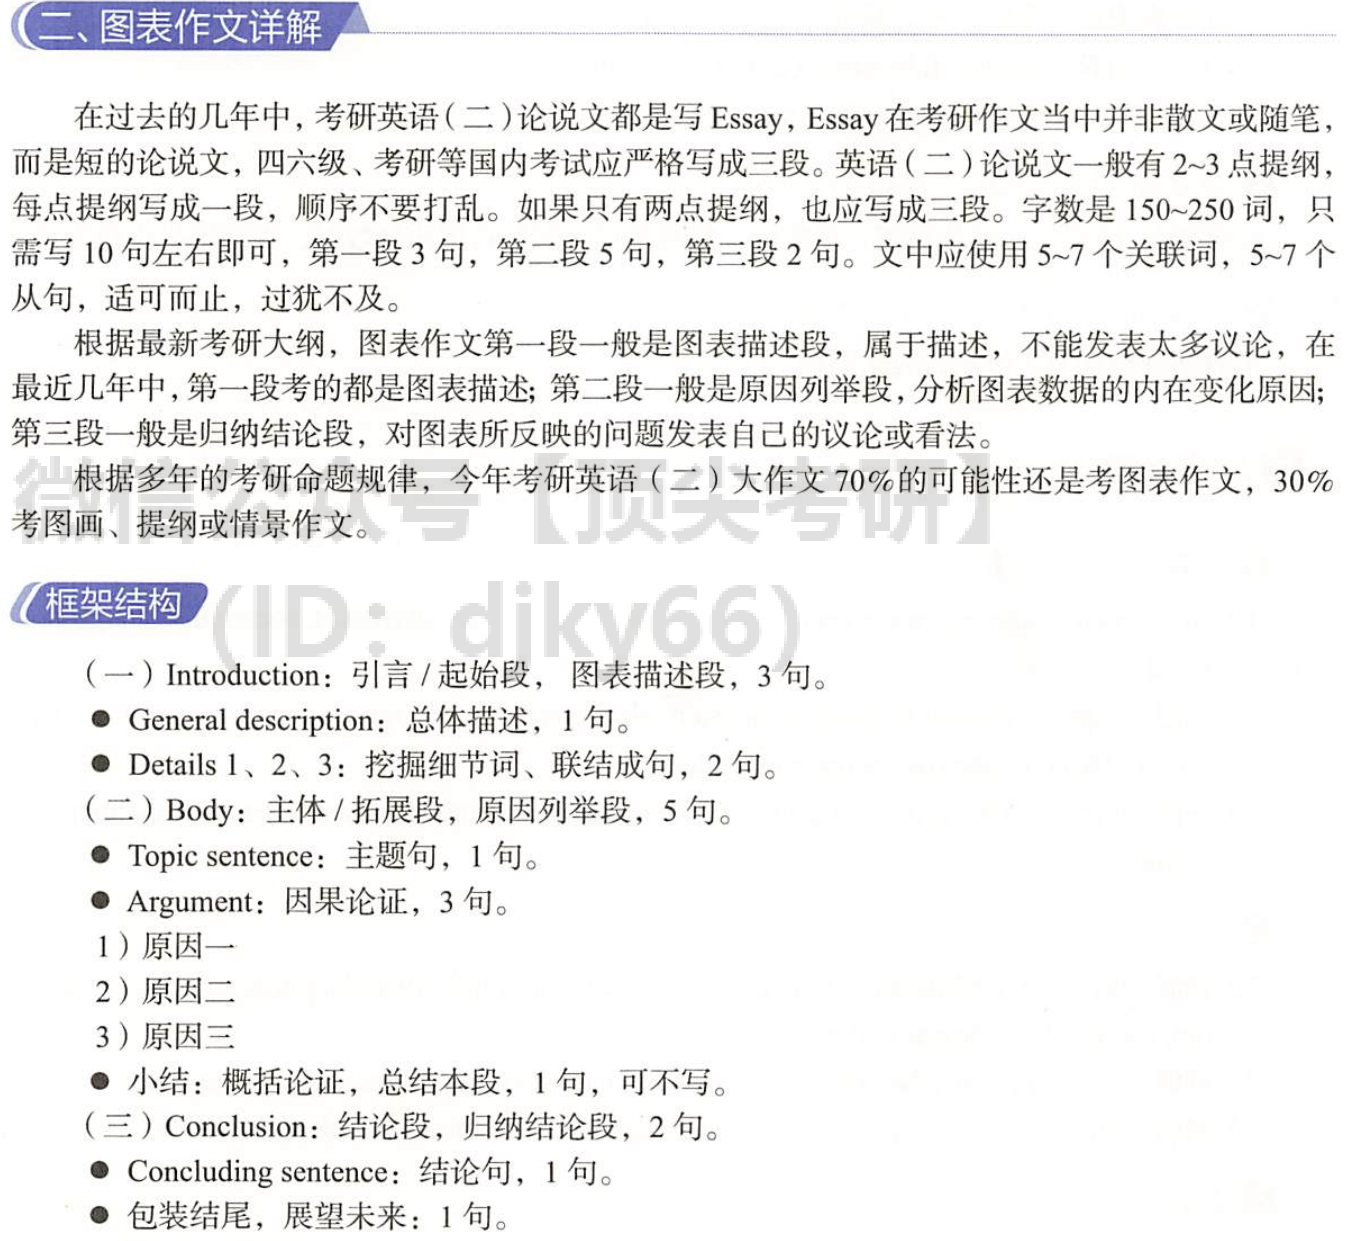 二、图表作文详解
在过去的几年中，考研英语（二）论说文都是写 Essay，Essay 在考研作文当中并非散文或随笔，
而是短的论说文，四六级、考研等国内考试应严格写成三段。英语（二）论说文一般有 2~3 点提纲，
每点提纲写成一段，顺序不要打乱。如果只有两点提纲，也应写成三段。字数是 150~250 词，只
需写 10 句左右即可，第一段 3 句，第二段 5 句，第三段 2 句。文中应使用 5~7 个关联词，5~7 个
从句，适可而止，过犹不及。
根据最新考研大纲，图表作文第一段一般是图表描述段，属于描述，不能发表太多议论，在
最近几年中，第一段考的都是图表描述；第二段一般是原因列举段，分析图表数据的内在变化原因；
第三段一般是归纳结论段，对图表所反映的问题发表自己的议论或看法。
根据多年的考研命题规律，今年考研英语（二）大作文 70%的可能性还是考图表作文，30%
考图画、提纲或情景作文。
微信公众号【顶尖考研】
(ID：djky66)
框架结构
（一）Introduction：引言 / 起始段，图表描述段，3 句。
● General description：总体描述，1 句。
● Details 1、2、3：挖掘细节词、联结成句，2 句。
（二）Body：主体 / 拓展段，原因列举段，5 句。
● Topic sentence：主题句，1 句。
● Argument：因果论证，3 句。
1）原因一
2）原因二
3）原因三
● 小结：概括论证，总结本段，1 句，可不写。
（三）Conclusion：结论段，归纳结论段，2 句。
● Concluding sentence：结论句，1 句。
● 包装结尾，展望未来：1 句。